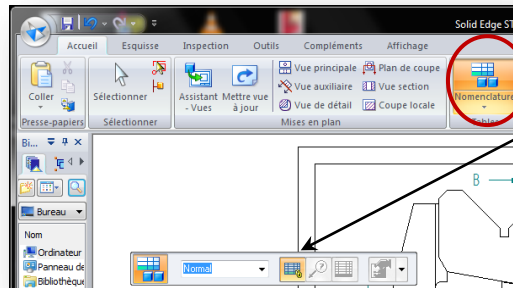 Solid Edge ST
Accueil Esquisse Inspection Outils Compléments Affichage
Coller Sélectionner Assistant - Vues Mettre vue à jour
Vue principale Plan de coupe
Vue auxiliaire Vue section
Vue de détail Coupe locale
Nomenclature
Presse-papiers Sélectionner Mises en plan
Bi...
Bureau
Nom
Ordinateur
Panneau de
Bibliothèque
B
Normal